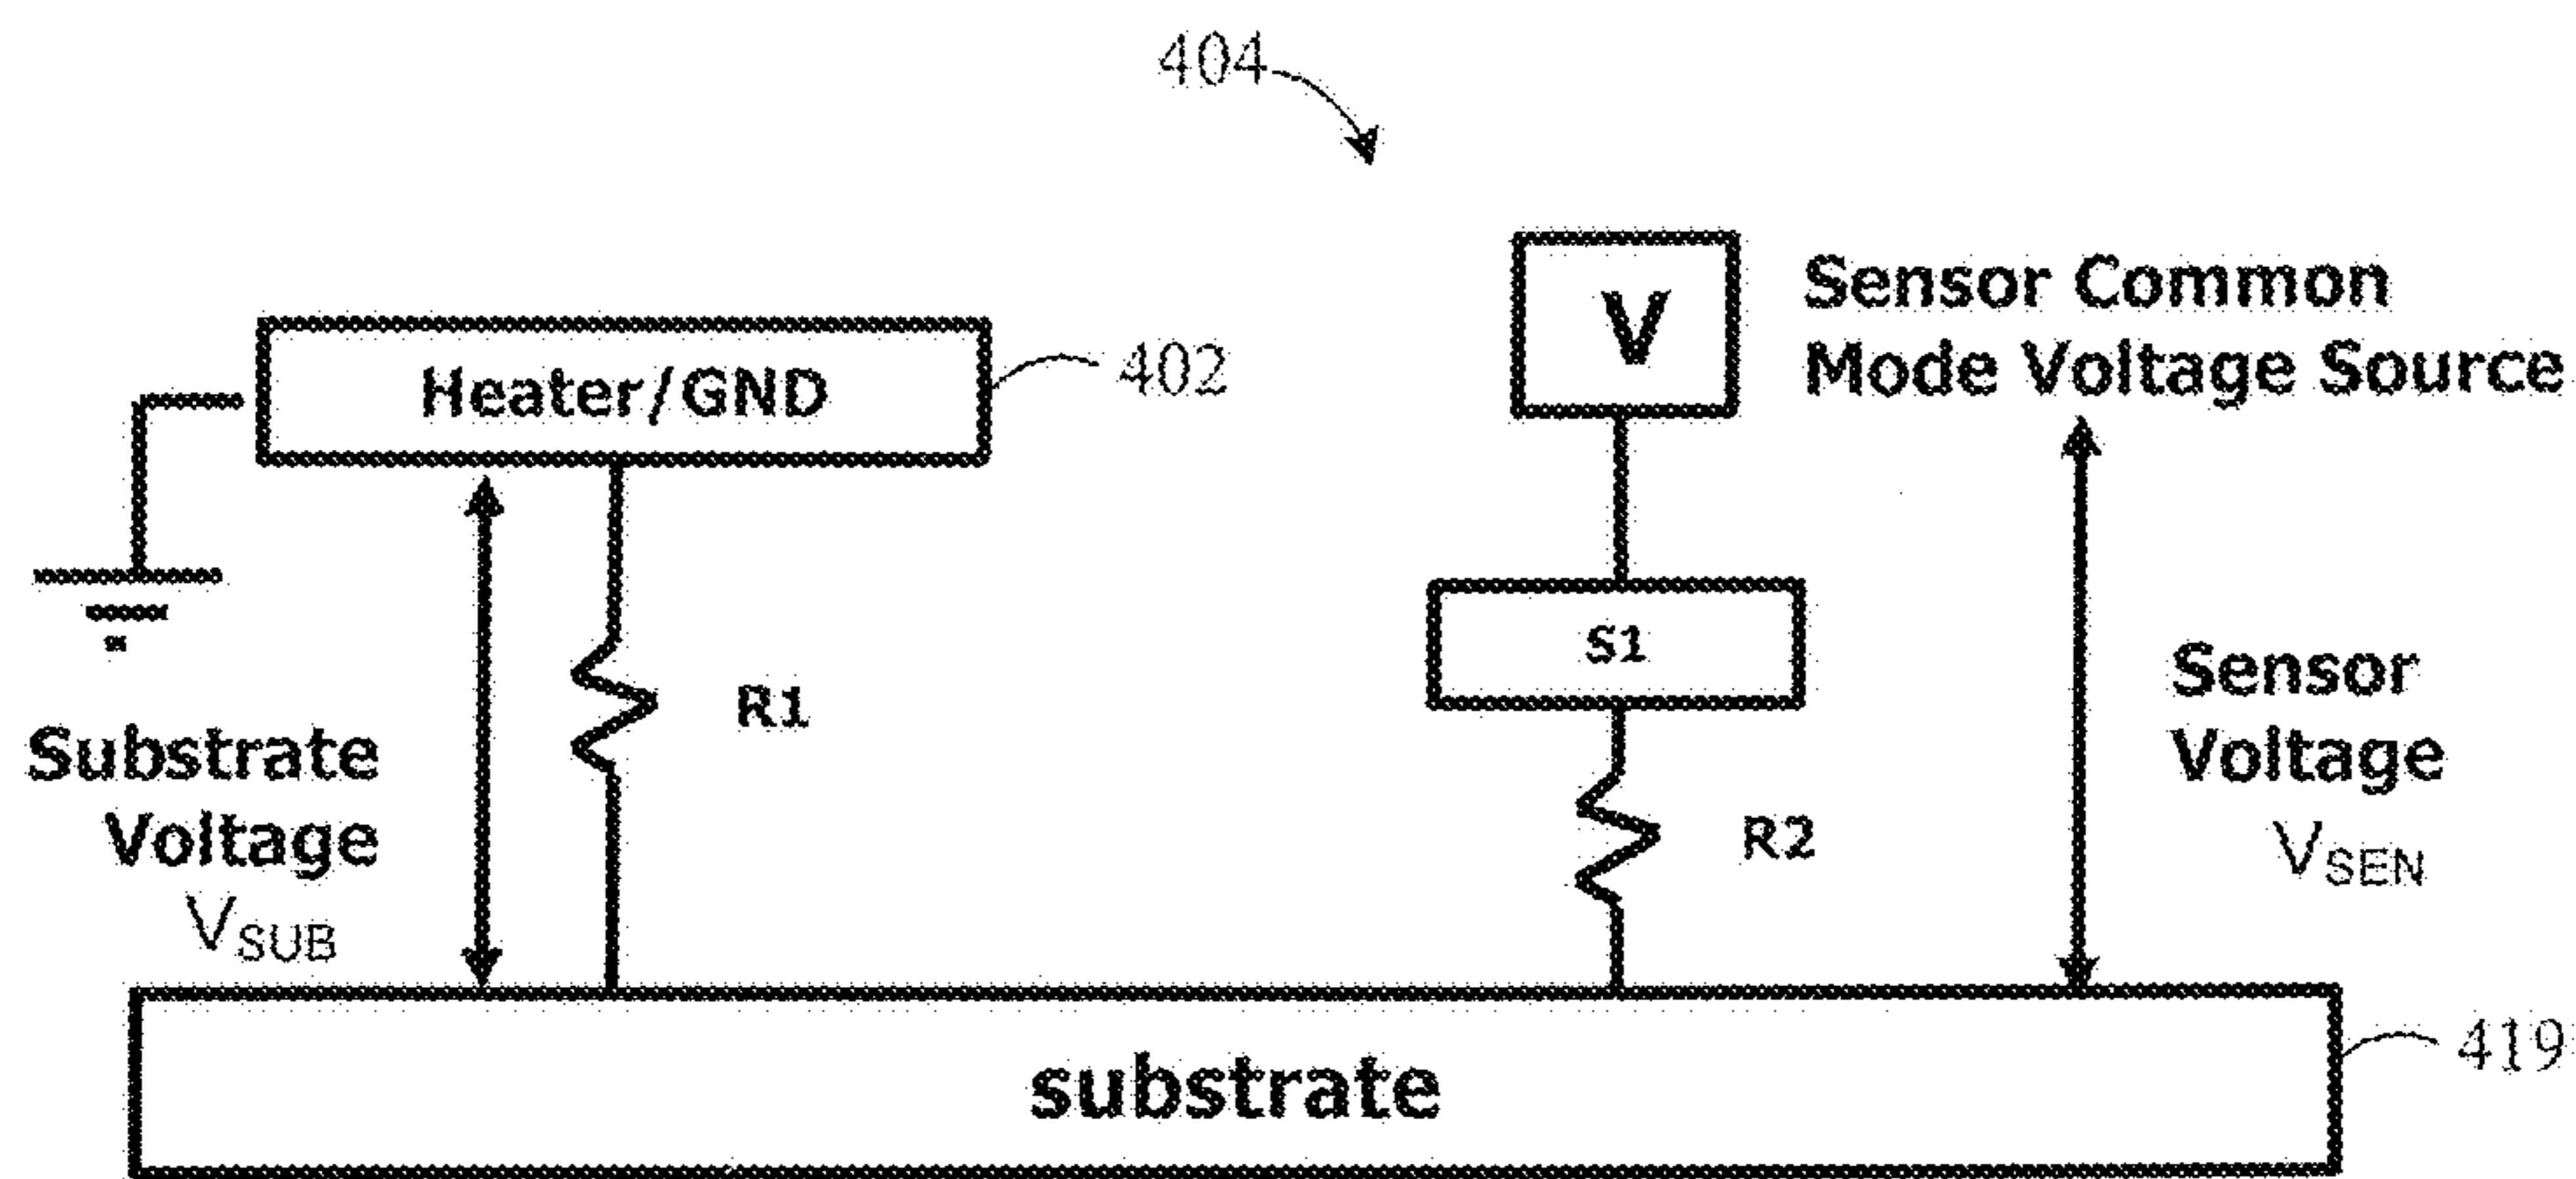 404
Heater/GND
402
V
Sensor Common
Mode Voltage Source
S1
R1
Substrate
Voltage
VSUB
R2
Sensor
Voltage
VSEN
substrate
419